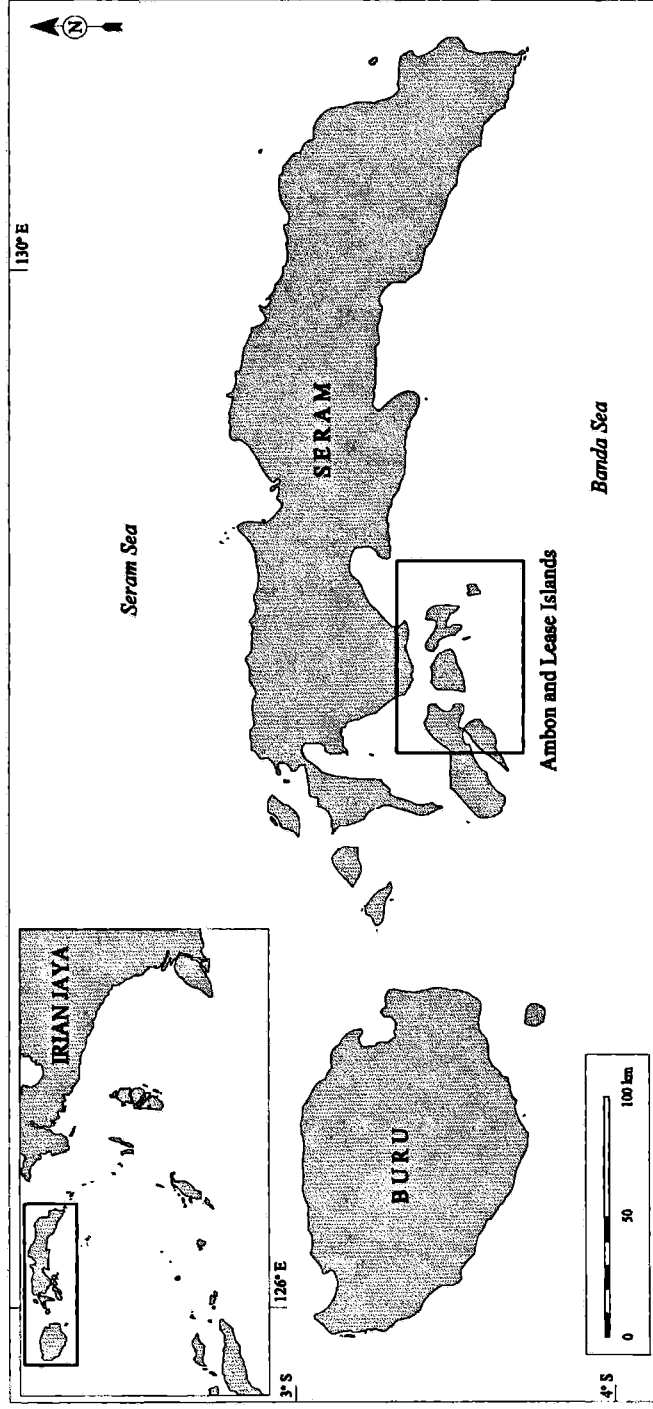 130° E
N
Seram Sea
SERAM
Banda Sea
Ambon and Lease Islands
IRIAN JAYA
126° E
3° S
BURU
4° S
0 50 100 km